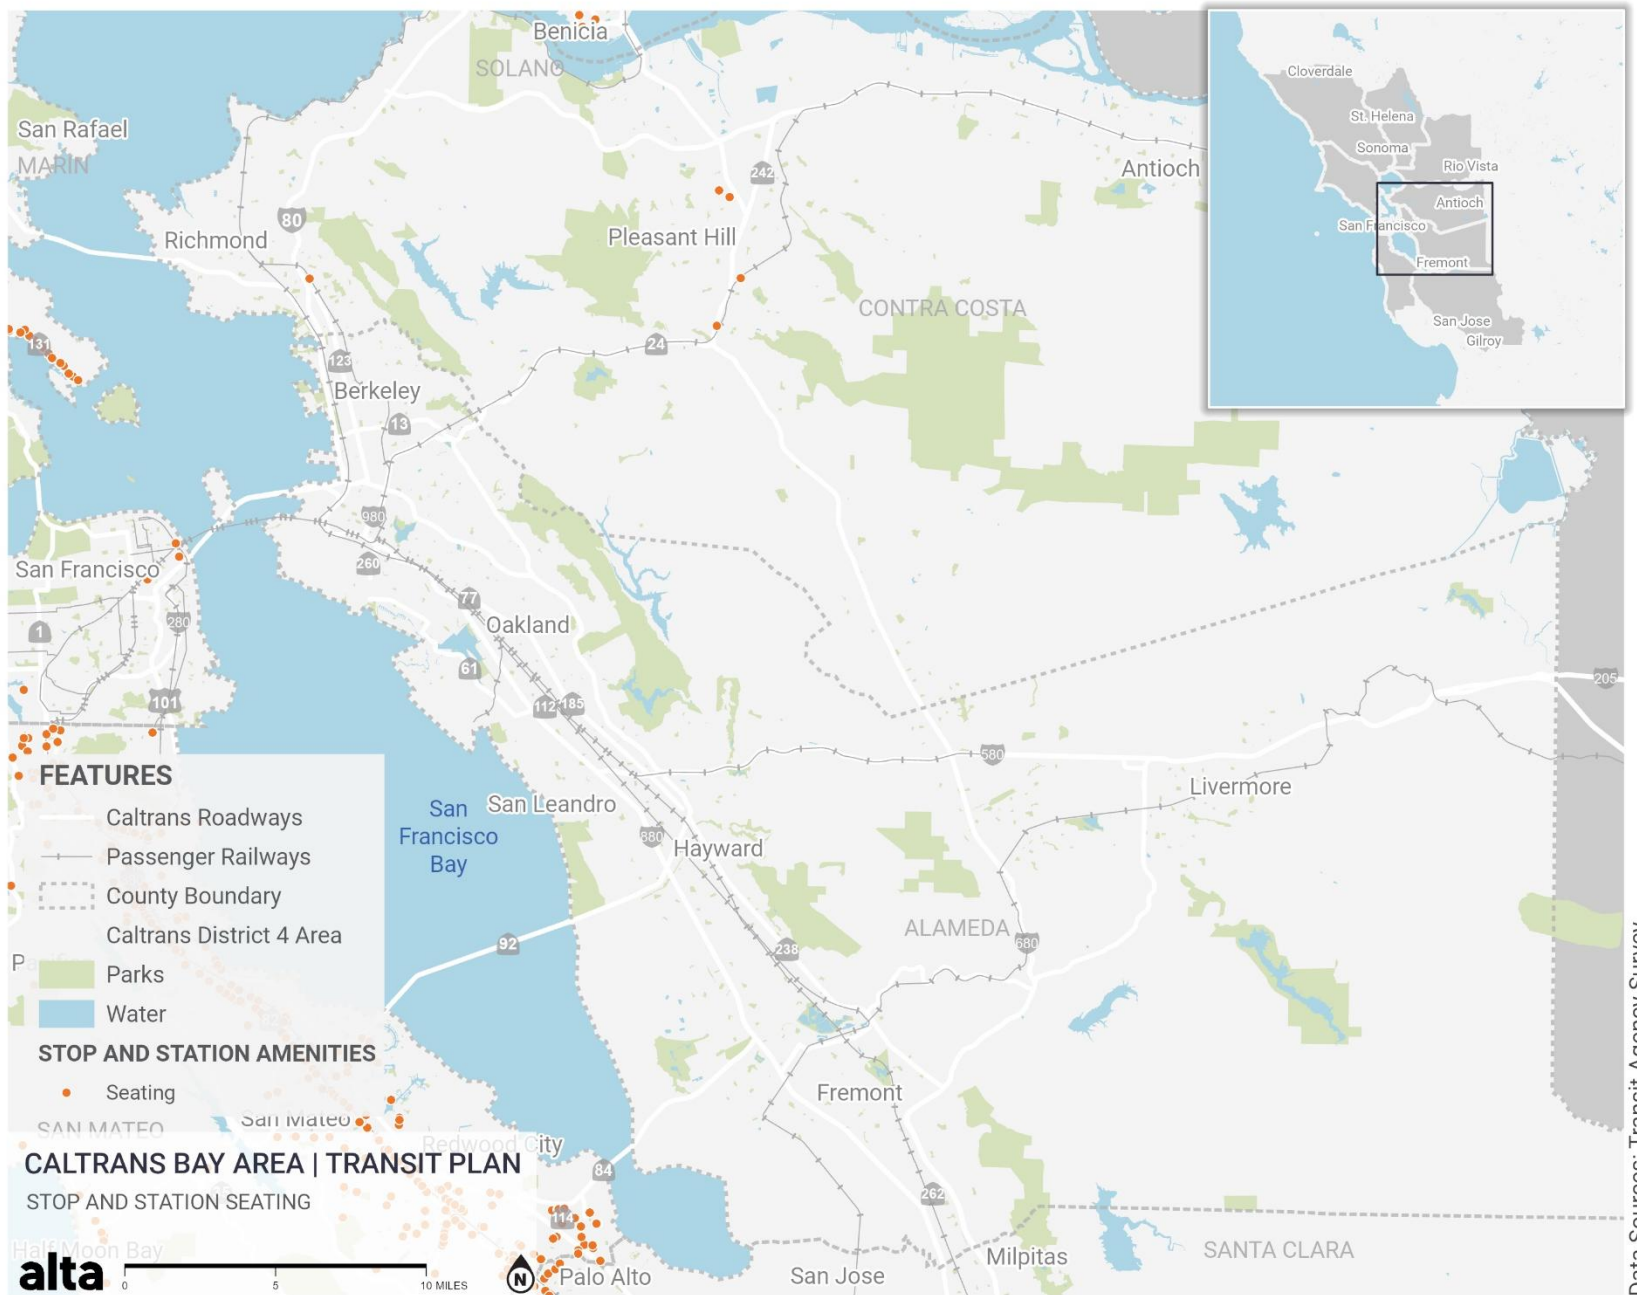 Benicia
SOLANO
San Rafael
MARIN
242
Antioch
80
Richmond
Pleasant Hill
CONTRA COSTA
131
123
24
Berkeley
13
980
San Francisco
260
77
280
Oakland
1
61
101
112
185
205
580
Livermore
San Leandro
San
Francisco
Bay
880
Hayward
92
ALAMEDA
238
680
Fremont
84
262
114
Milpitas
SANTA CLARA
Palo Alto
San Jose
Cloverdale
St. Helena
Sonoma
Rio Vista
Antioch
San Francisco
Fremont
San Jose
Gilroy
FEATURES
Caltrans Roadways
Passenger Railways
County Boundary
Caltrans District 4 Area
Parks
Water
STOP AND STATION AMENITIES
Seating
SAN MATEO
San Mateo
Redwood City
CALTRANS BAY AREA | TRANSIT PLAN
STOP AND STATION SEATING
Half Moon Bay
alta
0 5 10 MILES
N
Data Sources: Transit Agency Survey